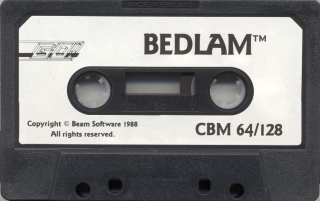 BEDLAM™
Copyright © Beam Software 1988
All rights reserved.
CBM 64/128